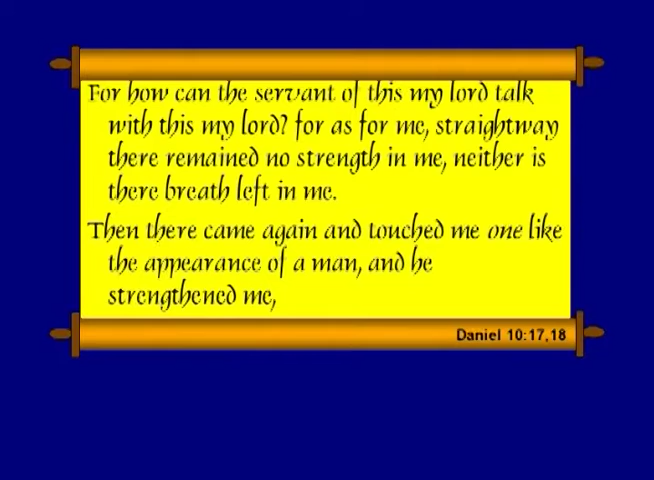 For how can the servant of this my lord talk
with this my lord? for as for me, straightway
there remained no strength in me, neither is
there breath left in me.
Then there came again and touched me one like
the appearance of a man, and he
strengthened me,
Daniel 10:17,18